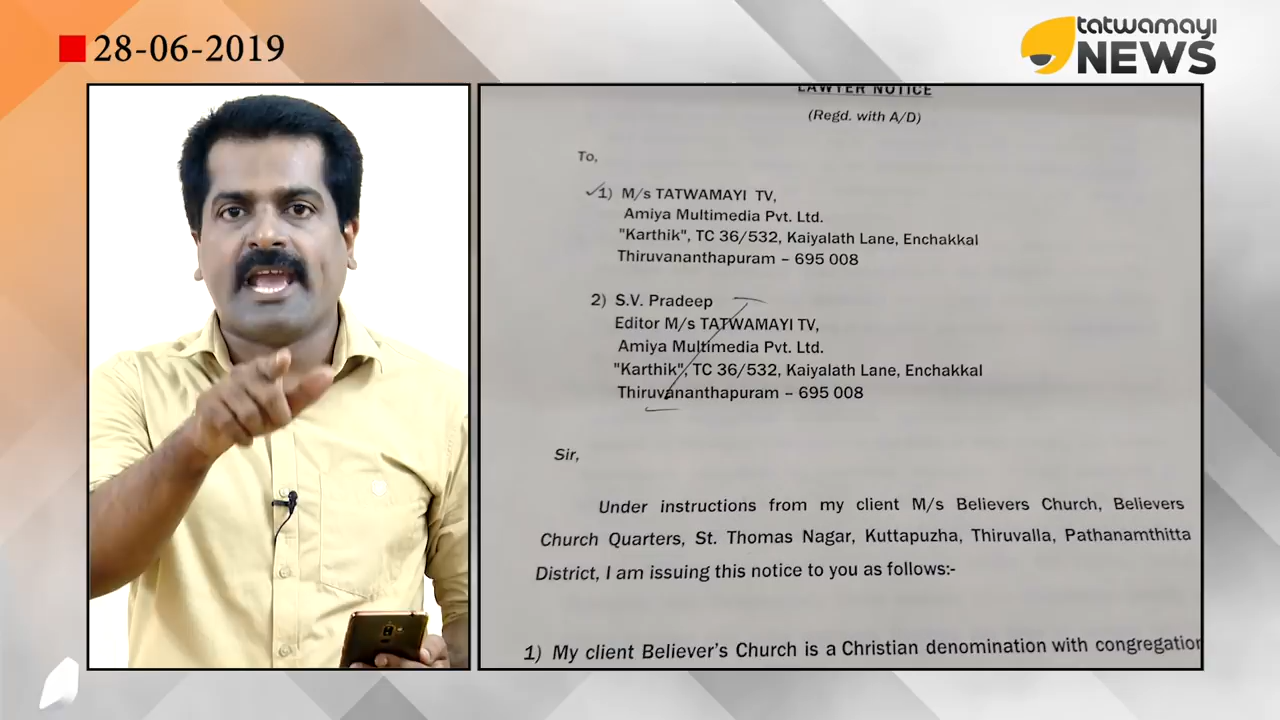 28-06-2019
tatwamayi
NEWS
LAWYER NOTICE
(Regd. with A/D)
To,
1) M/s TATWAMAYI TV,
Amiya Multimedia Pvt. Ltd.
"Karthik", TC 36/532, Kaiyalath Lane, Enchakkal
Thiruvananthapuram – 695 008
2) S.V. Pradeep
Editor M/s TATWAMAYI TV,
Amiya Multimedia Pvt. Ltd.
"Karthik", TC 36/532, Kaiyalath Lane, Enchakkal
Thiruvananthapuram – 695 008
Sir,
Under instructions from my client M/s Believers Church, Believers
Church Quarters, St. Thomas Nagar, Kuttapuzha, Thiruvalla, Pathanamthitta
District, I am issuing this notice to you as follows:-
1) My client Believer's Church is a Christian denomination with congregation